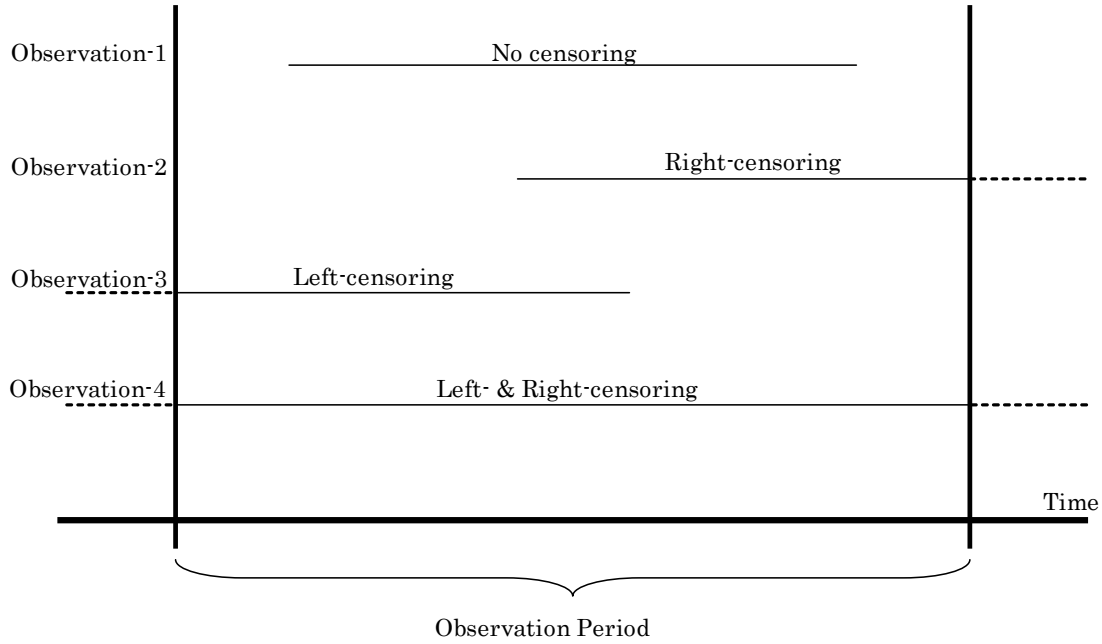 Observation-1
No censoring
Observation-2
Right-censoring
Observation-3
Left-censoring
Observation-4
Left- & Right-censoring
Time
Observation Period